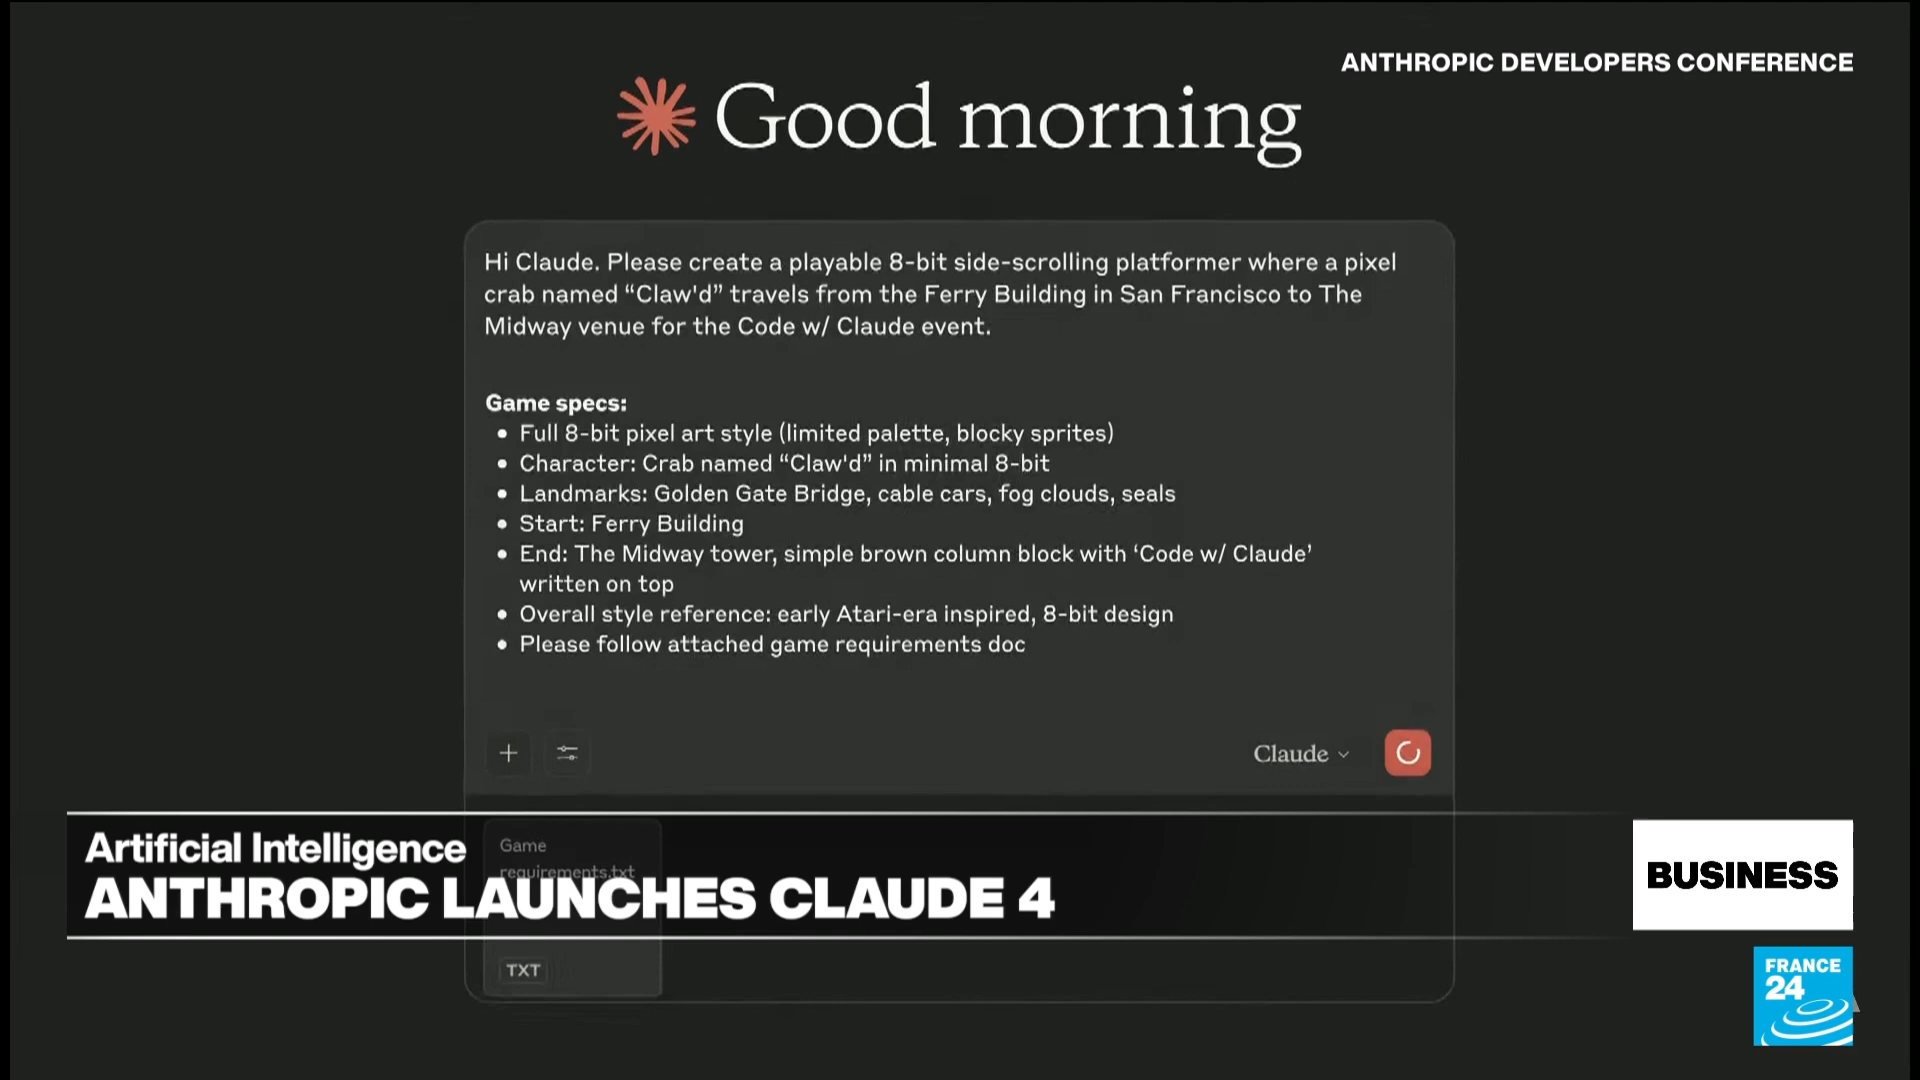 ANTHROPIC DEVELOPERS CONFERENCE
Good morning
Hi Claude. Please create a playable 8-bit side-scrolling platformer where a pixel
crab named “Claw'd” travels from the Ferry Building in San Francisco to The
Midway venue for the Code w/ Claude event.
Game specs:
• Full 8-bit pixel art style (limited palette, blocky sprites)
• Character: Crab named “Claw'd” in minimal 8-bit
• Landmarks: Golden Gate Bridge, cable cars, fog clouds, seals
• Start: Ferry Building
• End: The Midway tower, simple brown column block with ‘Code w/ Claude’
written on top
• Overall style reference: early Atari-era inspired, 8-bit design
• Please follow attached game requirements doc
Claude
Game
requirements.txt
TXT
Artificial Intelligence
ANTHROPIC LAUNCHES CLAUDE 4
BUSINESS
FRANCE
24